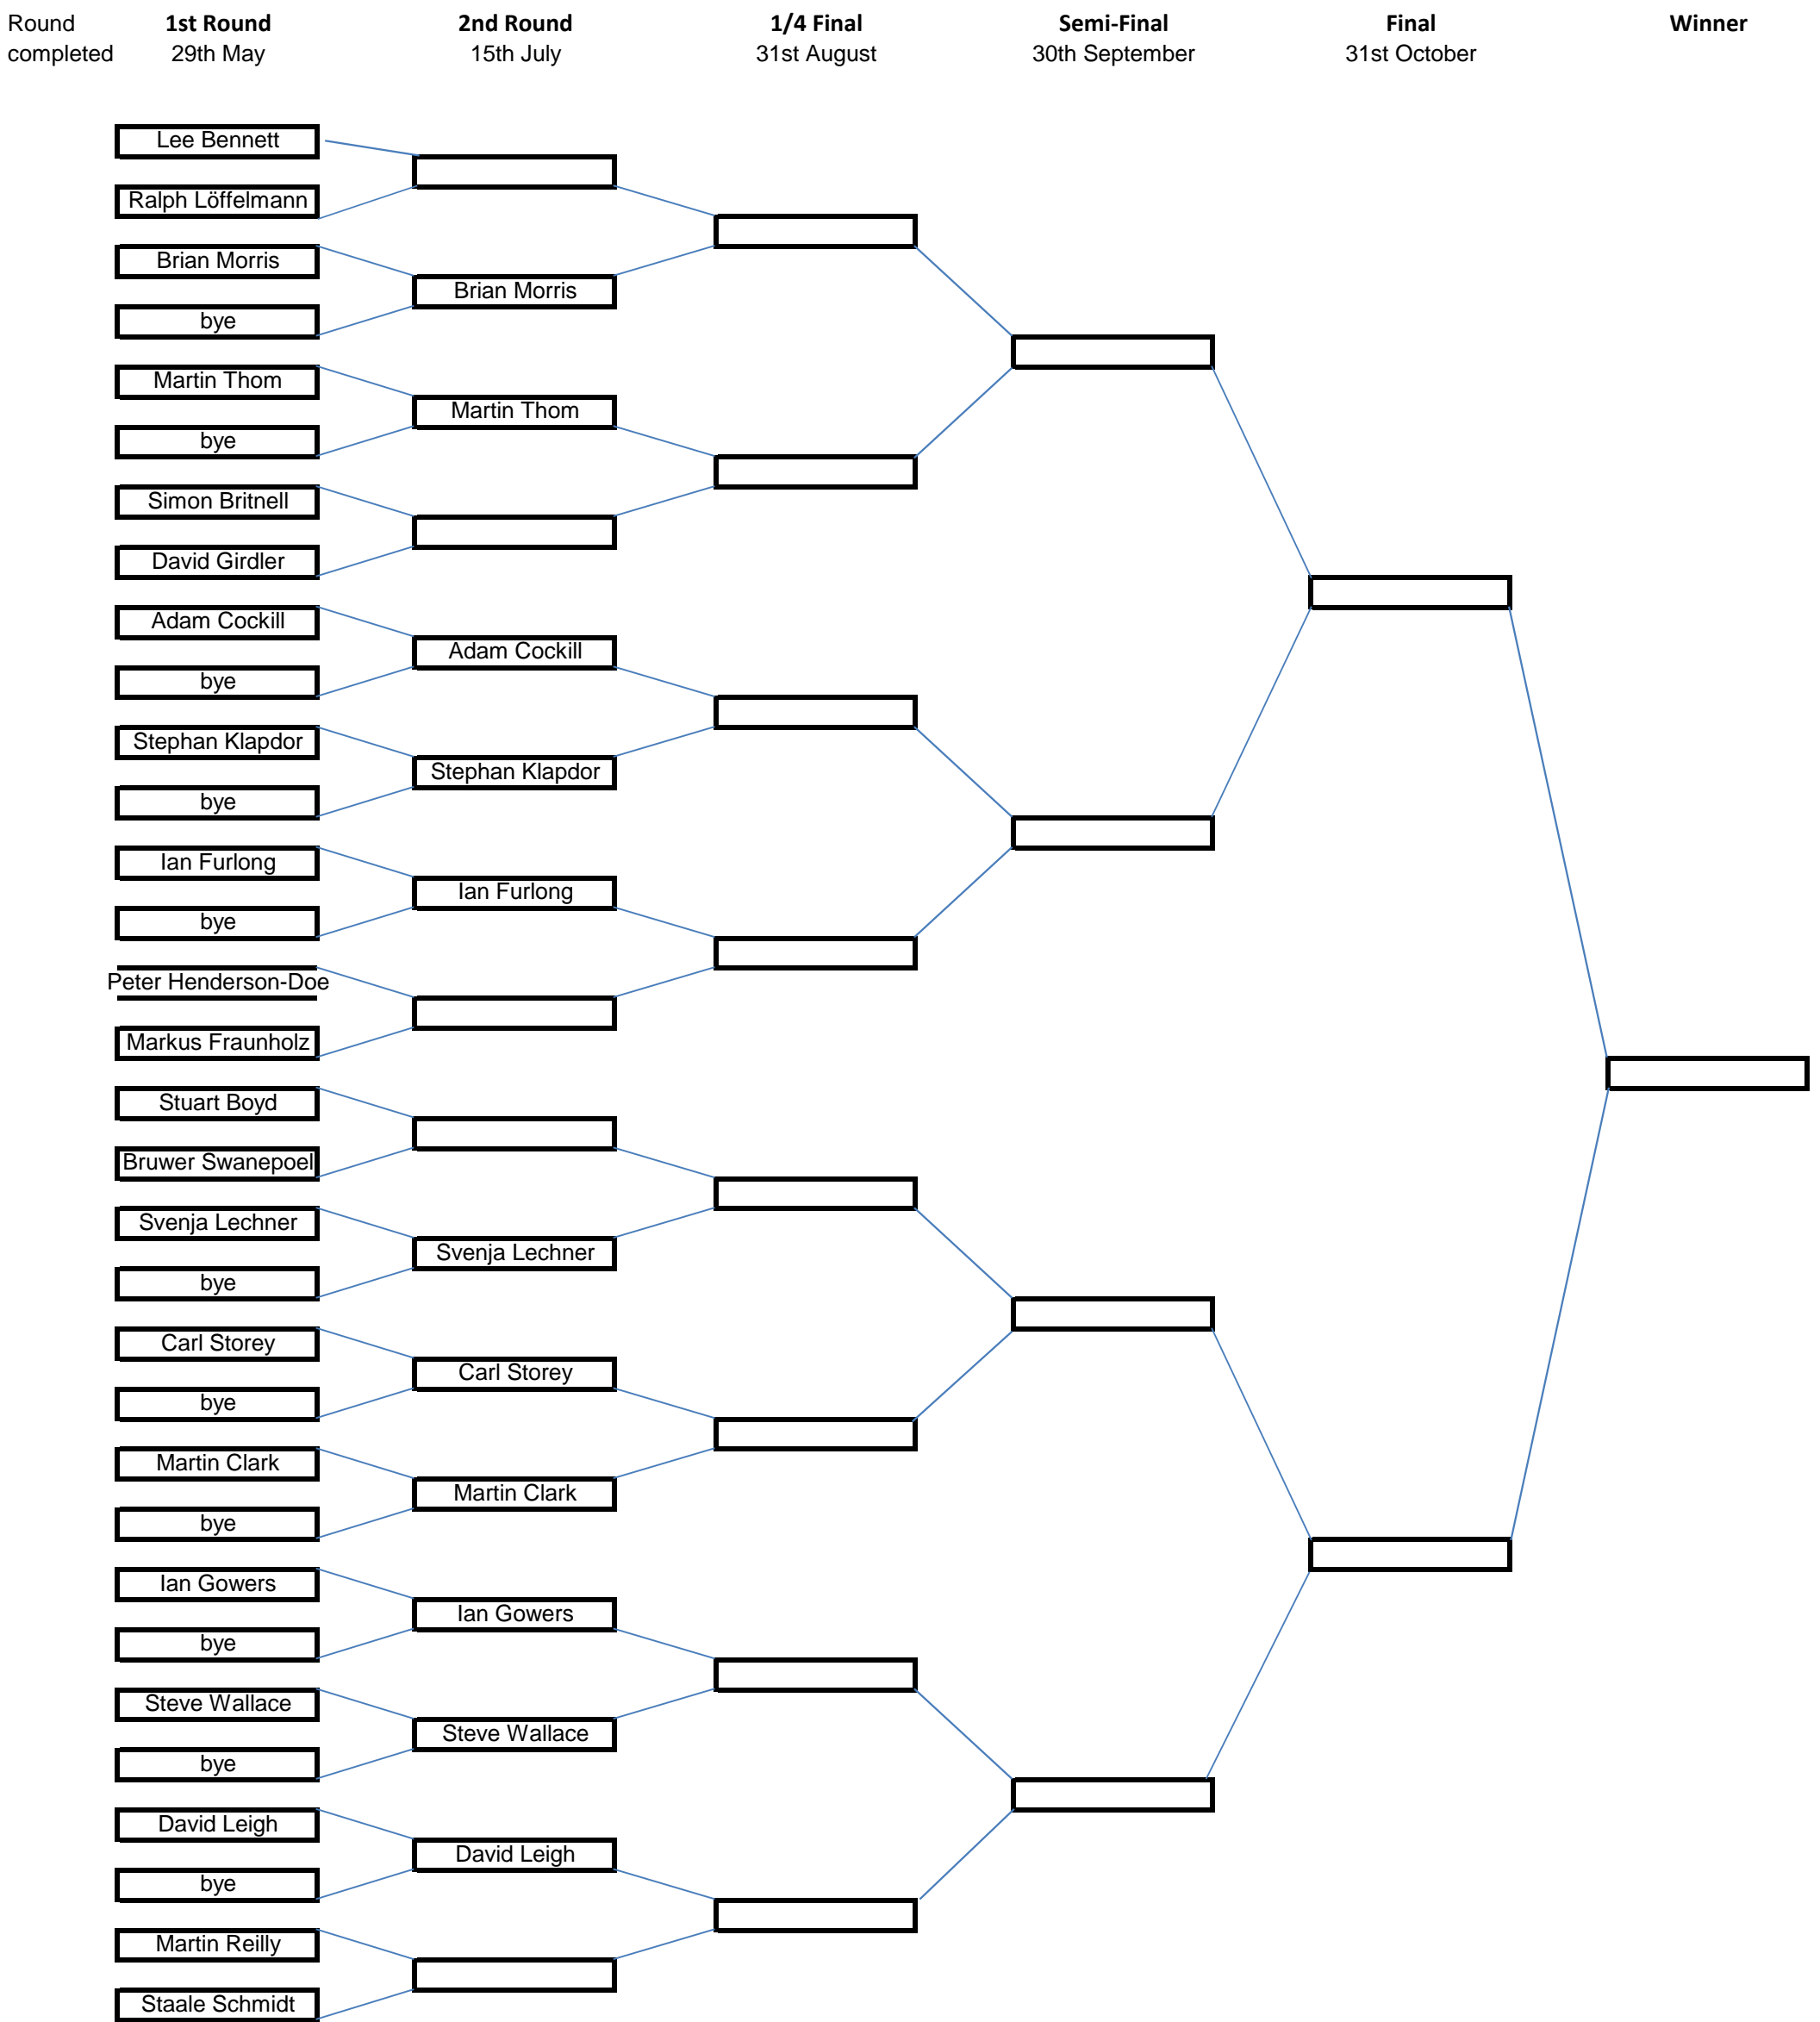 Round 1st Round 2nd Round 1/4 Final Semi-Final Final Winner
completed 29th May 15th July 31st August 30th September 31st October
Lee Bennett
Ralph Löffelmann
Brian Morris
Brian Morris
bye
Martin Thom
Martin Thom
bye
Simon Britnell
David Girdler
Adam Cockill
Adam Cockill
bye
Stephan Klapdor
Stephan Klapdor
bye
Ian Furlong
Ian Furlong
bye
Peter Henderson-Doe
Markus Fraunholz
Stuart Boyd
Bruwer Swanepoel
Svenja Lechner
Svenja Lechner
bye
Carl Storey
Carl Storey
bye
Martin Clark
Martin Clark
bye
Ian Gowers
Ian Gowers
bye
Steve Wallace
Steve Wallace
bye
David Leigh
David Leigh
bye
Martin Reilly
Staale Schmidt